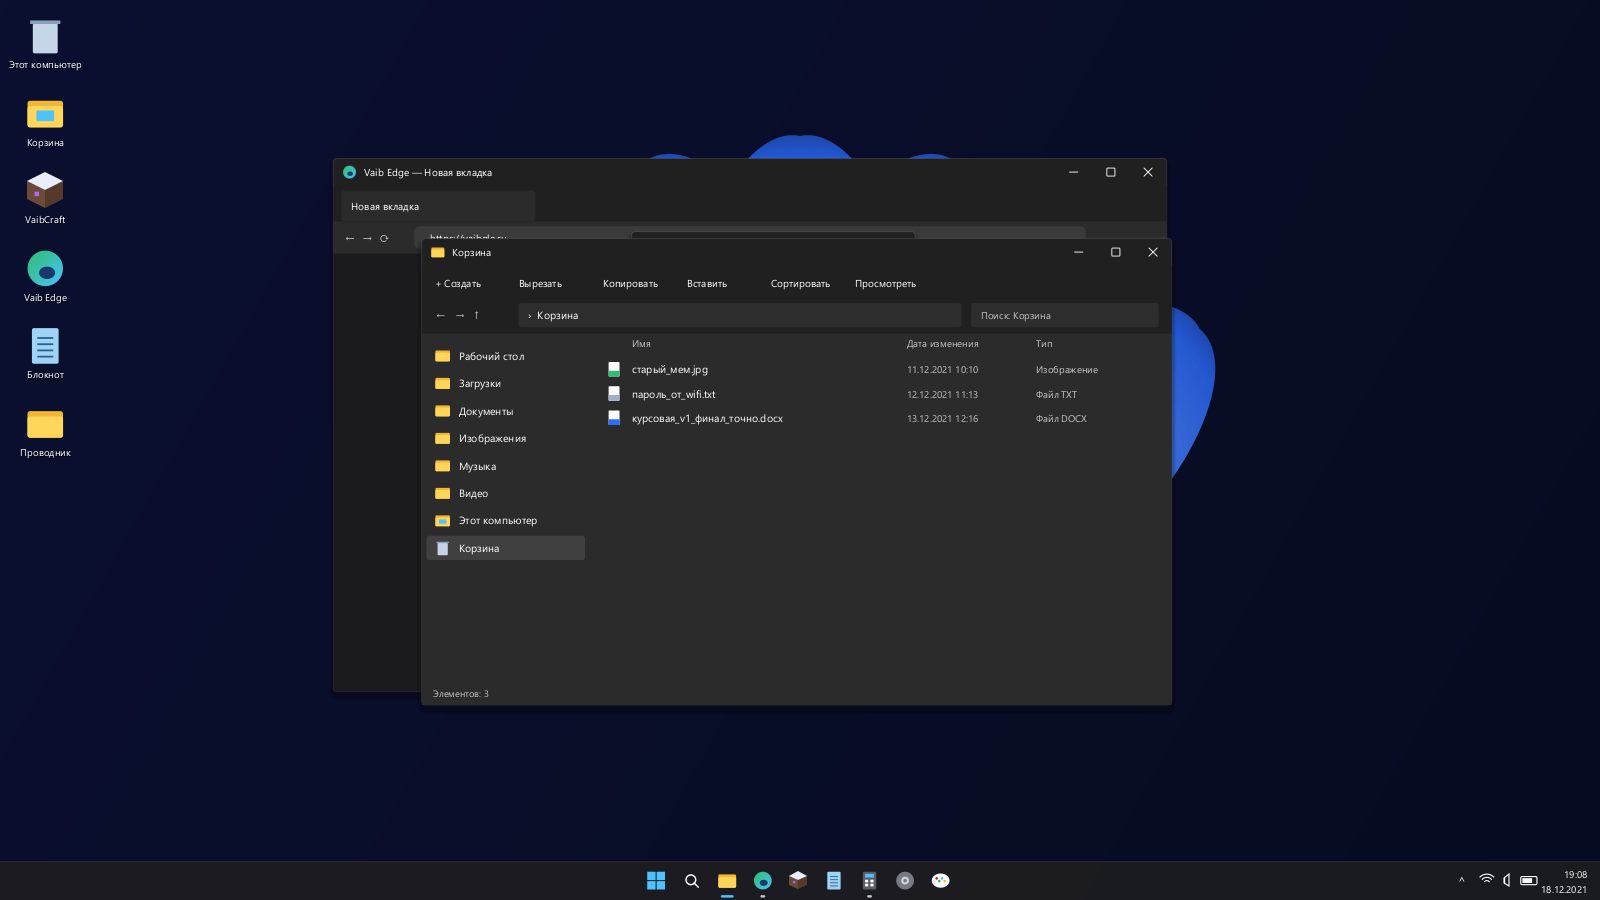 Этот компьютер
Корзина
VaibCraft
Vaib Edge
Блокнот
Проводник
Vaib Edge — Новая вкладка
Новая вкладка
Корзина
+ Создать Вырезать Копировать Вставить Сортировать Просмотреть
› Корзина
Поиск: Корзина
Рабочий стол
Загрузки
Документы
Изображения
Музыка
Видео
Этот компьютер
Корзина
Имя Дата изменения Тип
старый_мем.jpg 11.12.2021 10:10 Изображение
пароль_от_wifi.txt 12.12.2021 11:13 Файл TXT
курсовая_v1_финал_точно.docx 13.12.2021 12:16 Файл DOCX
Элементов: 3
19:08
18.12.2021